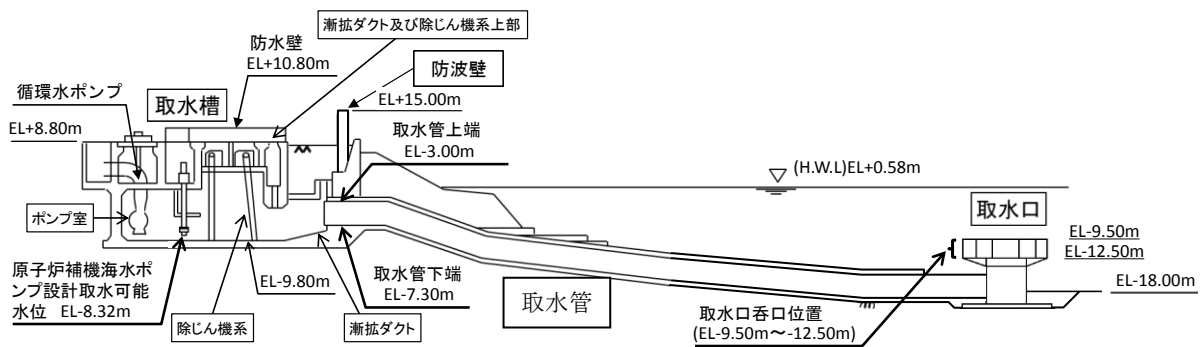 漸拡ダクト及び除じん機系上部
防水壁
EL+10.80m
防波壁
循環水ポンプ
取水槽
EL+15.00m
EL+8.80m
取水管上端
EL-3.00m
(H.W.L)EL+0.58m
取水口
ポンプ室
EL-9.50m
EL-12.50m
原子炉補機海水ポ
ンプ設計取水可能
水位 EL-8.32m
EL-9.80m
取水管下端
EL-7.30m
取水管
EL-18.00m
除じん機系
漸拡ダクト
取水口呑口位置
(EL-9.50m～-12.50m)